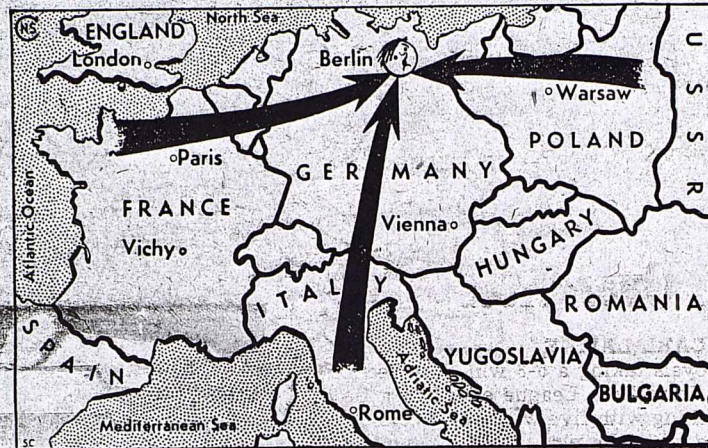 North Sea
ENGLAND
London
Berlin
USSR
Warsaw
POLAND
Paris
GERMANY
FRANCE
Vienna
Vichy
Atlantic Ocean
HUNGARY
ITALY
ROMANIA
SPAIN
YUGOSLAVIA
Adriatic Sea
BULGARIA
Rome
Mediterranean Sea
SC